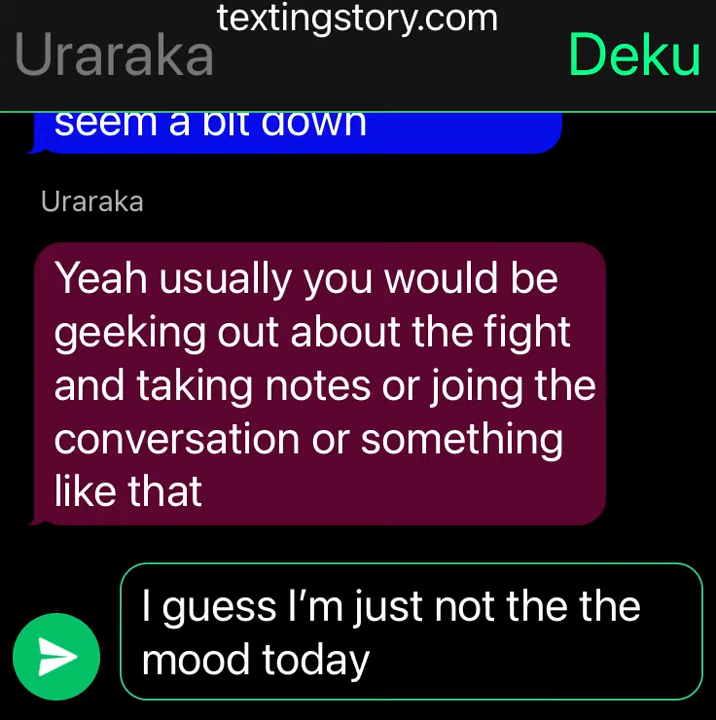 textingstory.com
Uraraka
Deku
seem a bit down
Uraraka
Yeah usually you would be
geeking out about the fight
and taking notes or joing the
conversation or something
like that
I guess I’m just not the the
mood today